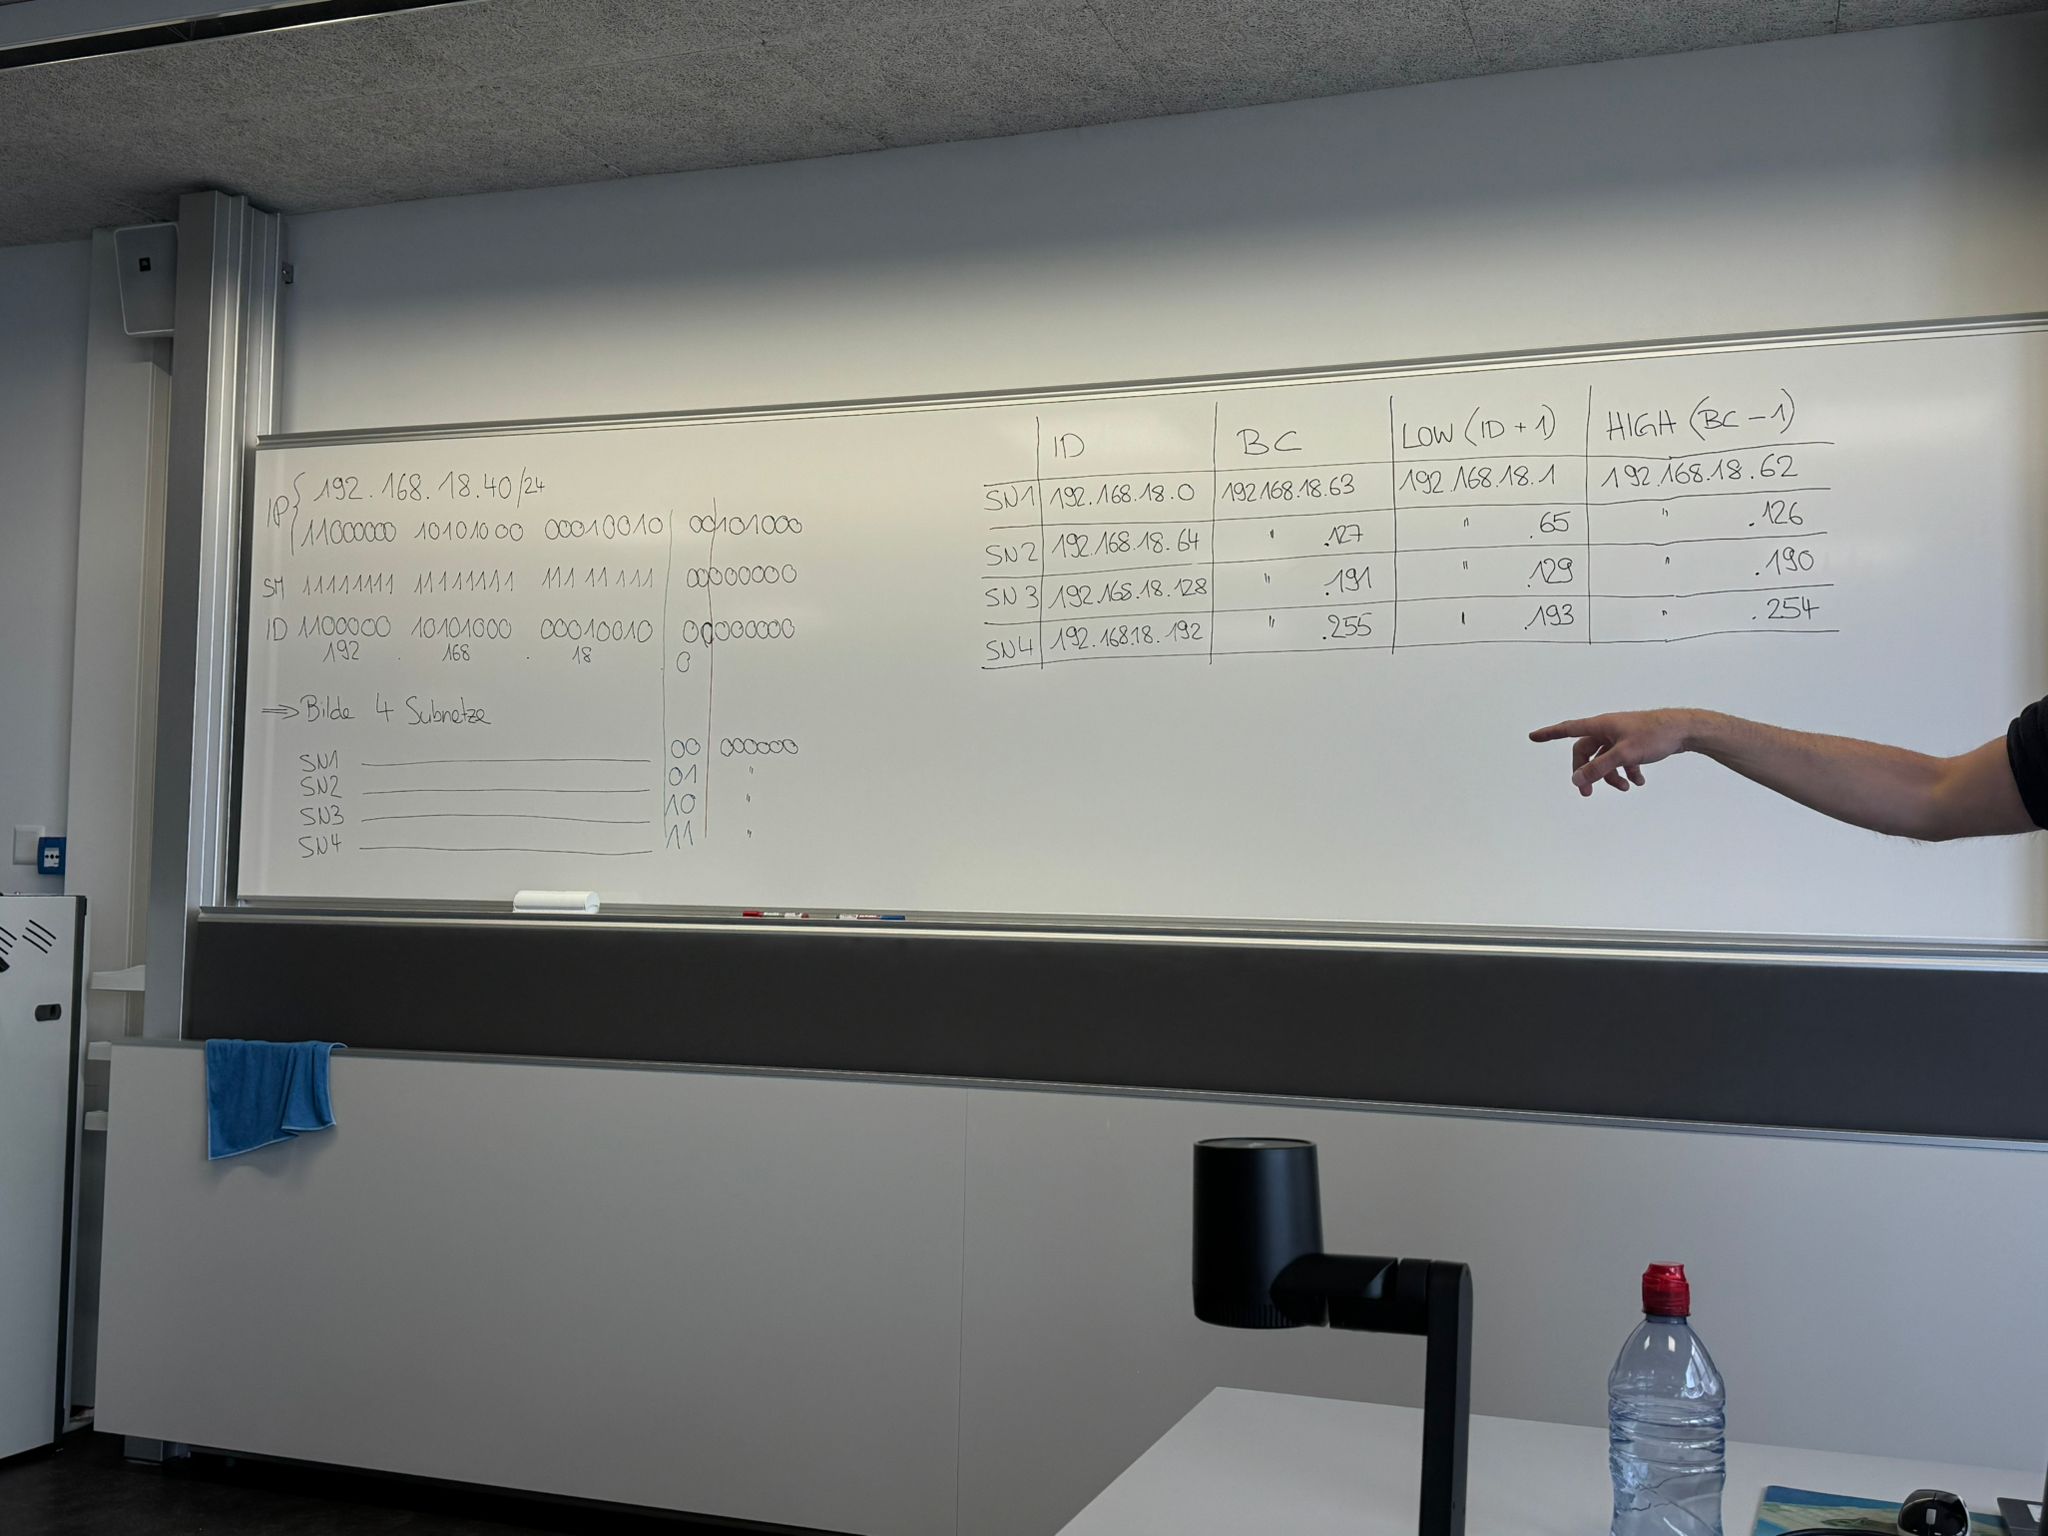 IP { 192.168.18.40/24
11000000 10101000 00010010 00101000
SM 11111111 11111111 11111111 00000000
ID 1100000 10101000 00010010 00000000
192 . 168 . 18 . 0
⇒ Bilde 4 Subnetze
SN1 00 000000
SN2 01 "
SN3 10 "
SN4 11 "
ID BC LOW (ID + 1) HIGH (BC - 1)
SN1 192.168.18.0 192.168.18.63 192.168.18.1 192.168.18.62
SN2 192.168.18.64 " .127 " .65 " .126
SN3 192.168.18.128 " .191 " .129 " .190
SN4 192.168.18.192 " .255 " .193 " .254